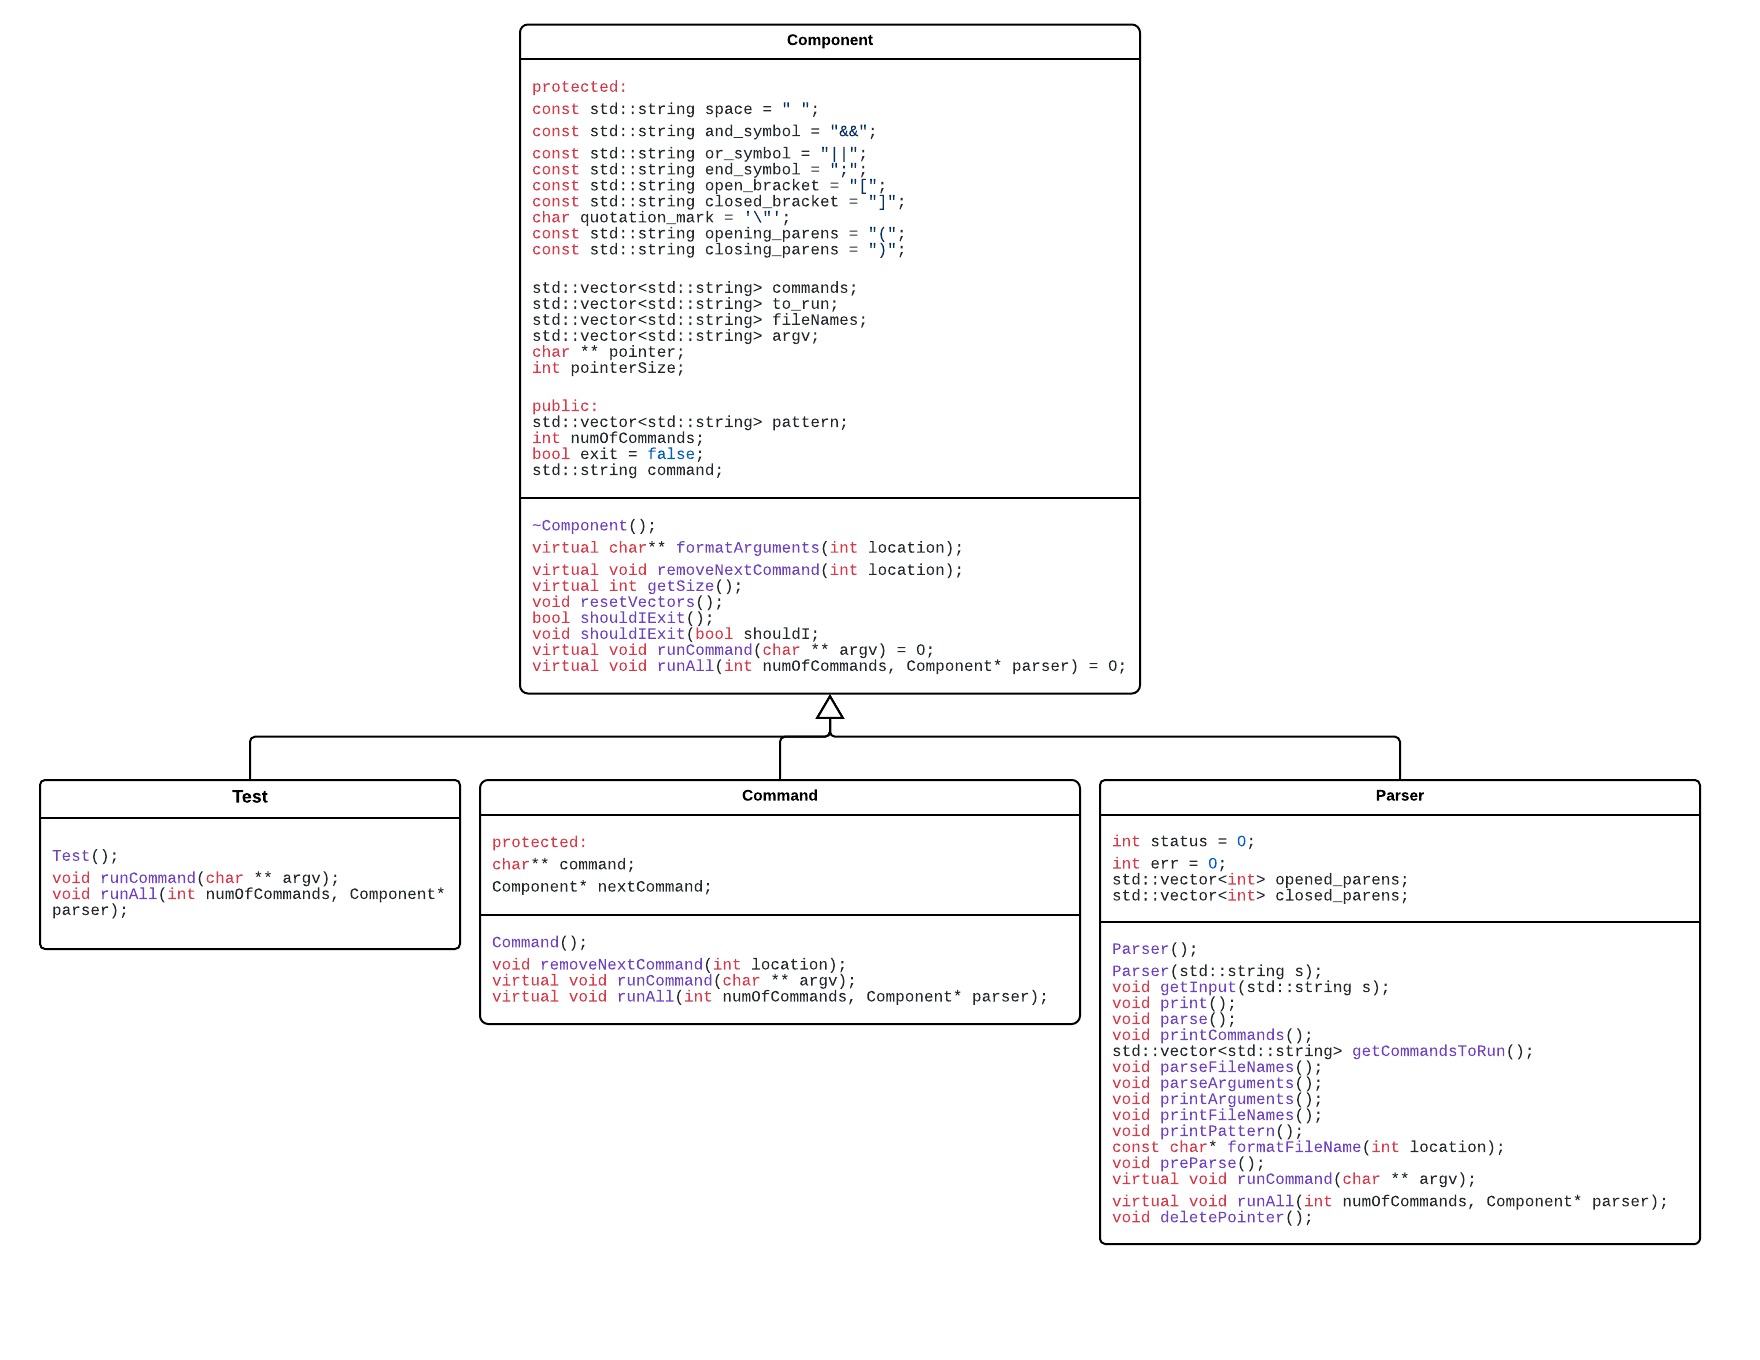 Component
protected:
const std::string space = " ";
const std::string and_symbol = "&&";
const std::string or_symbol = "||";
const std::string end_symbol = ";";
const std::string open_bracket = "[";
const std::string closed_bracket = "]";
char quotation_mark = '\"';
const std::string opening_parens = "(";
const std::string closing_parens = ")";
std::vector<std::string> commands;
std::vector<std::string> to_run;
std::vector<std::string> fileNames;
std::vector<std::string> argv;
char ** pointer;
int pointerSize;
public:
std::vector<std::string> pattern;
int numOfCommands;
bool exit = false;
std::string command;
~Component();
virtual char** formatArguments(int location);
virtual void removeNextCommand(int location);
virtual int getSize();
void resetVectors();
bool shouldIExit();
void shouldIExit(bool shouldI;
virtual void runCommand(char ** argv) = 0;
virtual void runAll(int numOfCommands, Component* parser) = 0;
Test
Test();
void runCommand(char ** argv);
void runAll(int numOfCommands, Component*
parser);
Command
protected:
char** command;
Component* nextCommand;
Command();
void removeNextCommand(int location);
virtual void runCommand(char ** argv);
virtual void runAll(int numOfCommands, Component* parser);
Parser
int status = 0;
int err = 0;
std::vector<int> opened_parens;
std::vector<int> closed_parens;
Parser();
Parser(std::string s);
void getInput(std::string s);
void print();
void parse();
void printCommands();
std::vector<std::string> getCommandsToRun();
void parseFileNames();
void parseArguments();
void printArguments();
void printFileNames();
void printPattern();
const char* formatFileName(int location);
void preParse();
virtual void runCommand(char ** argv);
virtual void runAll(int numOfCommands, Component* parser);
void deletePointer();